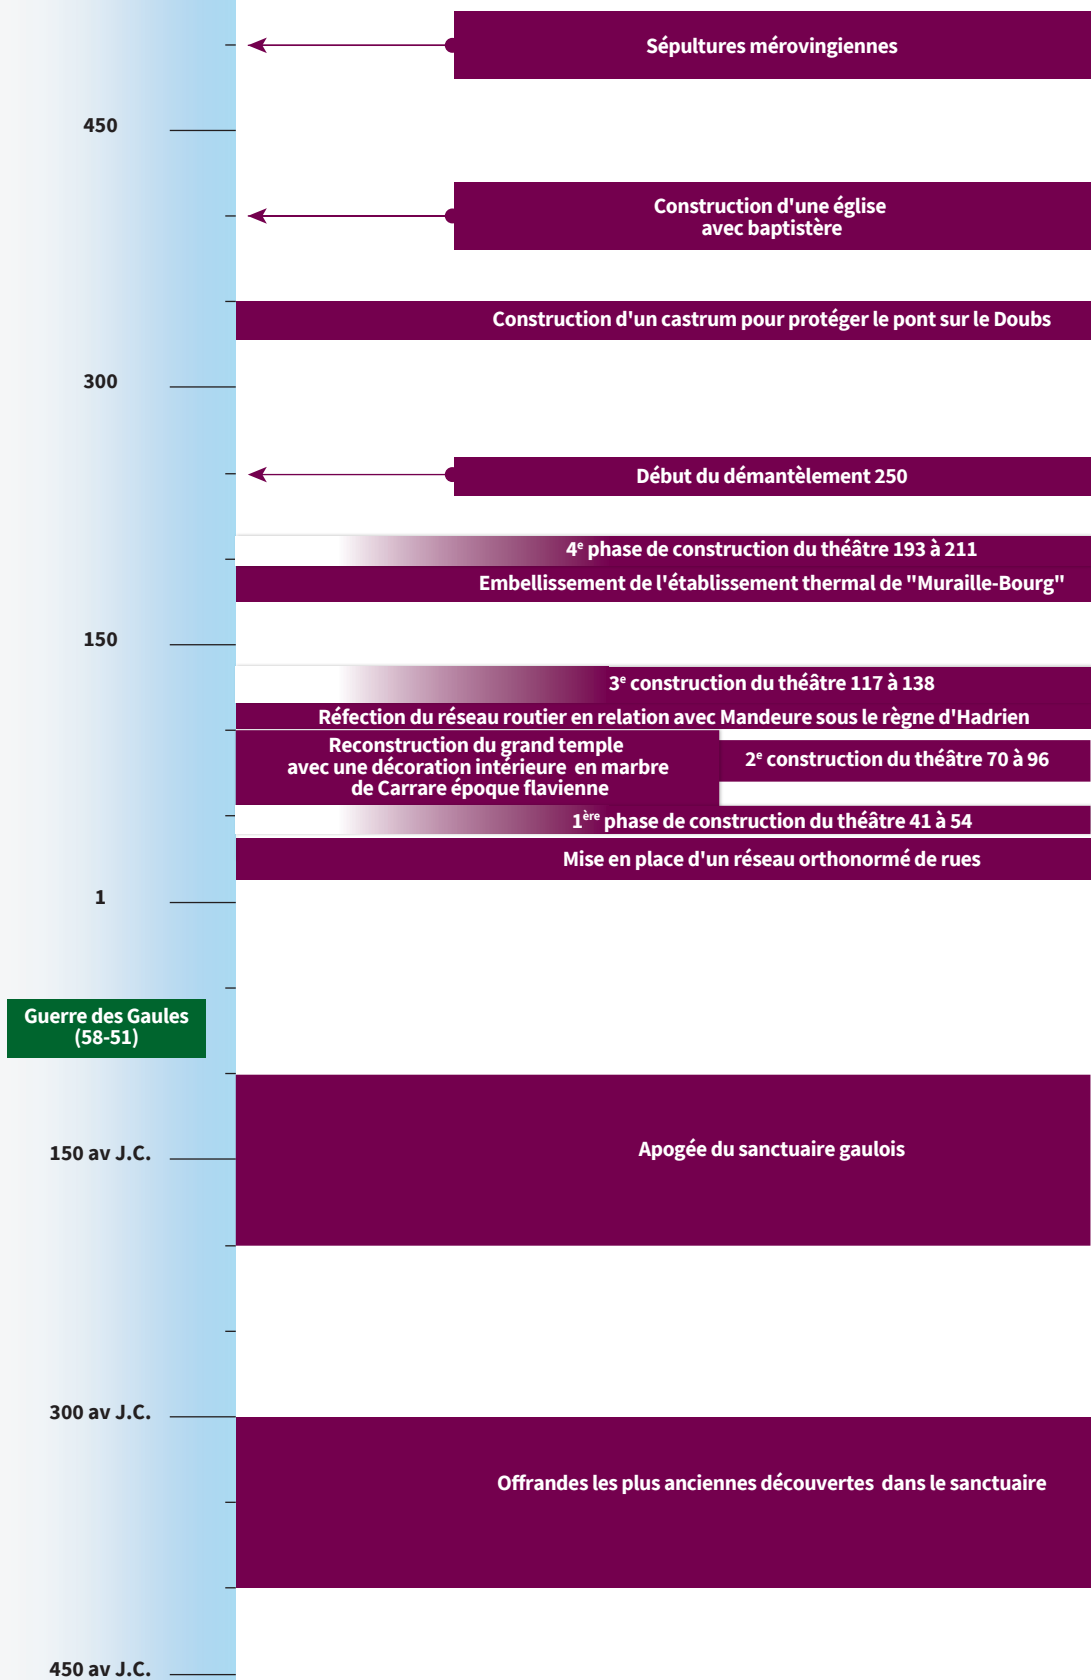 Sépultures mérovingiennes
450
Construction d'une église
avec baptistère
Construction d'un castrum pour protéger le pont sur le Doubs
300
Début du démantèlement 250
4e phase de construction du théâtre 193 à 211
Embellissement de l'établissement thermal de "Muraille-Bourg"
150
3e construction du théâtre 117 à 138
Réfection du réseau routier en relation avec Mandeure sous le règne d'Hadrien
Reconstruction du grand temple
avec une décoration intérieure en marbre
de Carrare époque flavienne
2e construction du théâtre 70 à 96
1ère phase de construction du théâtre 41 à 54
Mise en place d'un réseau orthonormé de rues
1
Guerre des Gaules
(58-51)
Apogée du sanctuaire gaulois
150 av J.C.
300 av J.C.
Offrandes les plus anciennes découvertes dans le sanctuaire
450 av J.C.